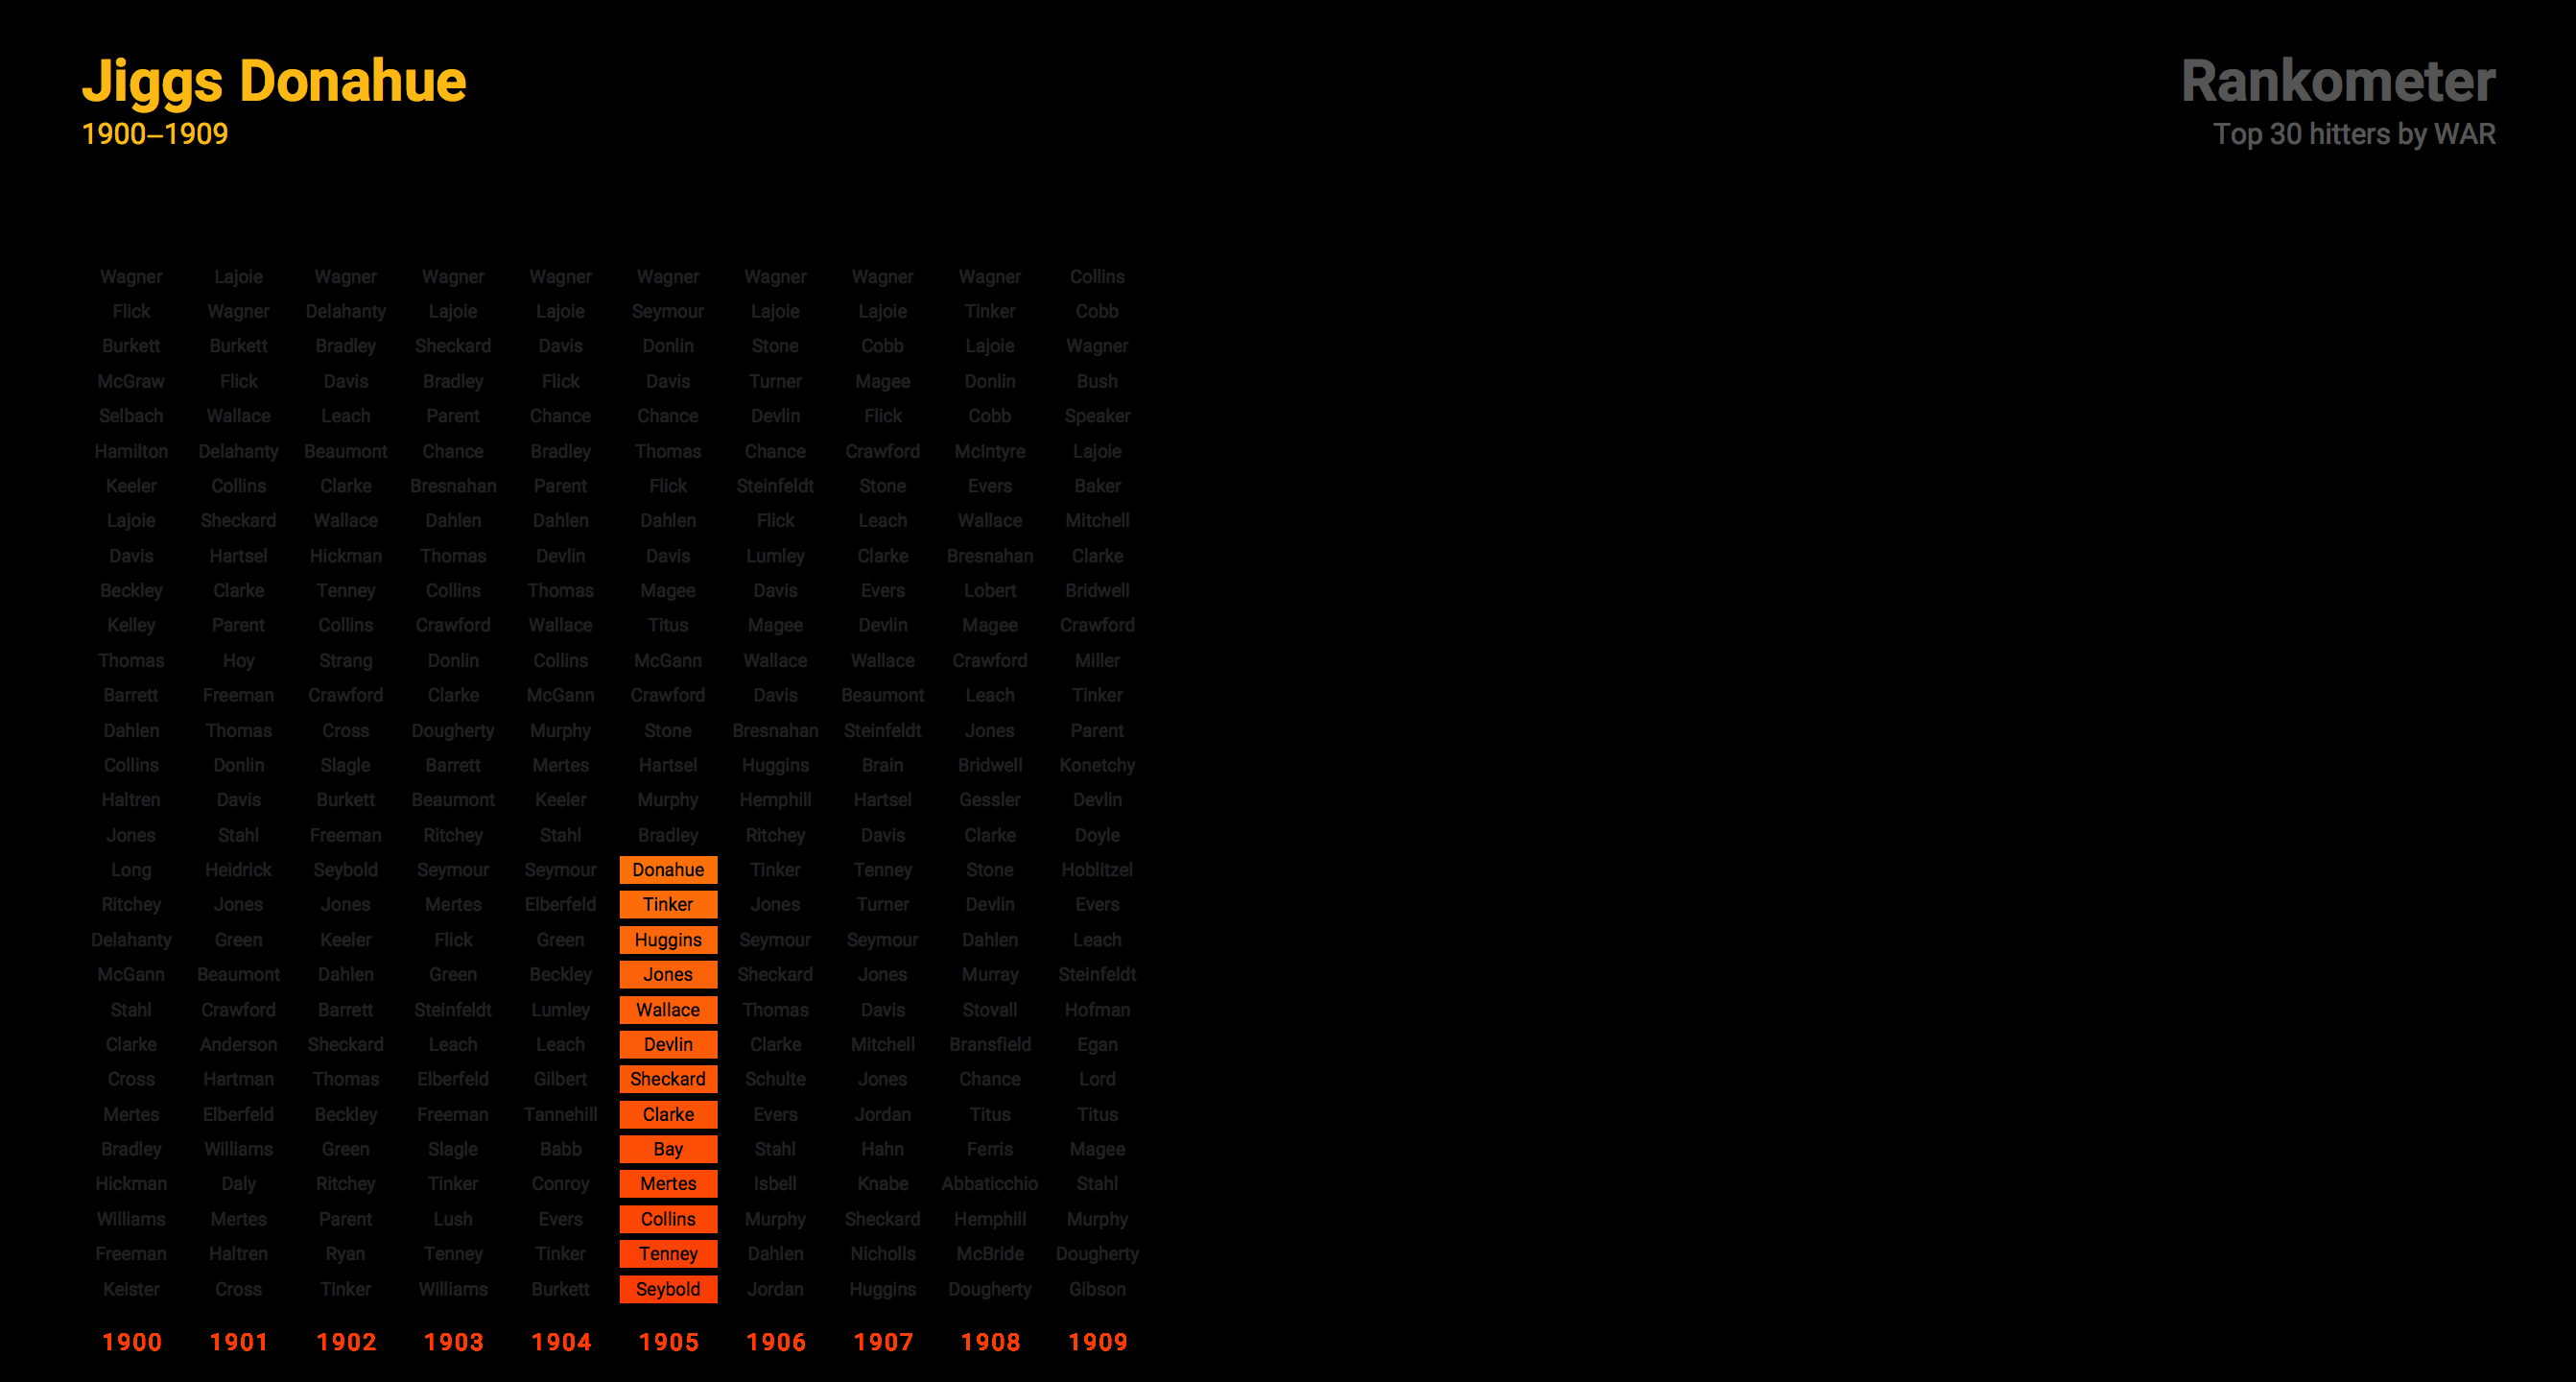 Jiggs Donahue
1900–1909
Rankometer
Top 30 hitters by WAR
Wagner Lajoie Wagner Wagner Wagner Wagner Wagner Wagner Wagner Collins
Flick Wagner Delahanty Lajoie Lajoie Seymour Lajoie Lajoie Tinker Cobb
Burkett Burkett Bradley Sheckard Davis Donlin Stone Cobb Lajoie Wagner
McGraw Flick Davis Bradley Flick Davis Turner Magee Donlin Bush
Selbach Wallace Leach Parent Chance Chance Devlin Flick Cobb Speaker
Hamilton Delahanty Beaumont Chance Bradley Thomas Chance Crawford McIntyre Lajoie
Keeler Collins Clarke Bresnahan Parent Flick Steinfeldt Stone Evers Baker
Lajoie Sheckard Wallace Dahlen Dahlen Dahlen Flick Leach Wallace Mitchell
Davis Hartsel Hickman Thomas Devlin Davis Lumley Clarke Bresnahan Clarke
Beckley Clarke Tenney Collins Thomas Magee Davis Evers Lobert Bridwell
Kelley Parent Collins Crawford Wallace Titus Magee Devlin Magee Crawford
Thomas Hoy Strang Donlin Collins McGann Wallace Wallace Crawford Miller
Barrett Freeman Crawford Clarke McGann Crawford Davis Beaumont Leach Tinker
Dahlen Thomas Cross Dougherty Murphy Stone Bresnahan Steinfeldt Jones Parent
Collins Donlin Slagle Barrett Mertes Hartsel Huggins Brain Bridwell Konetchy
Haltren Davis Burkett Beaumont Keeler Murphy Hemphill Hartsel Gessler Devlin
Jones Stahl Freeman Ritchey Stahl Bradley Ritchey Davis Clarke Doyle
Long Heidrick Seybold Seymour Seymour Donahue Tinker Tenney Stone Hoblitzel
Ritchey Jones Jones Mertes Elberfeld Tinker Jones Turner Devlin Evers
Delahanty Green Keeler Flick Green Huggins Seymour Seymour Dahlen Leach
McGann Beaumont Dahlen Green Beckley Jones Sheckard Jones Murray Steinfeldt
Stahl Crawford Barrett Steinfeldt Lumley Wallace Thomas Davis Stovall Hofman
Clarke Anderson Sheckard Leach Leach Devlin Clarke Mitchell Bransfield Egan
Cross Hartman Thomas Elberfeld Gilbert Sheckard Schulte Jones Chance Lord
Mertes Elberfeld Beckley Freeman Tannehill Clarke Evers Jordan Titus Titus
Bradley Williams Green Slagle Babb Bay Stahl Hahn Ferris Magee
Hickman Daly Ritchey Tinker Conroy Mertes Isbell Knabe Abbaticchio Stahl
Williams Mertes Parent Lush Evers Collins Murphy Sheckard Hemphill Murphy
Freeman Haltren Ryan Tenney Tinker Tenney Dahlen Nicholls McBride Dougherty
Keister Cross Tinker Williams Burkett Seybold Jordan Huggins Dougherty Gibson
1900 1901 1902 1903 1904 1905 1906 1907 1908 1909